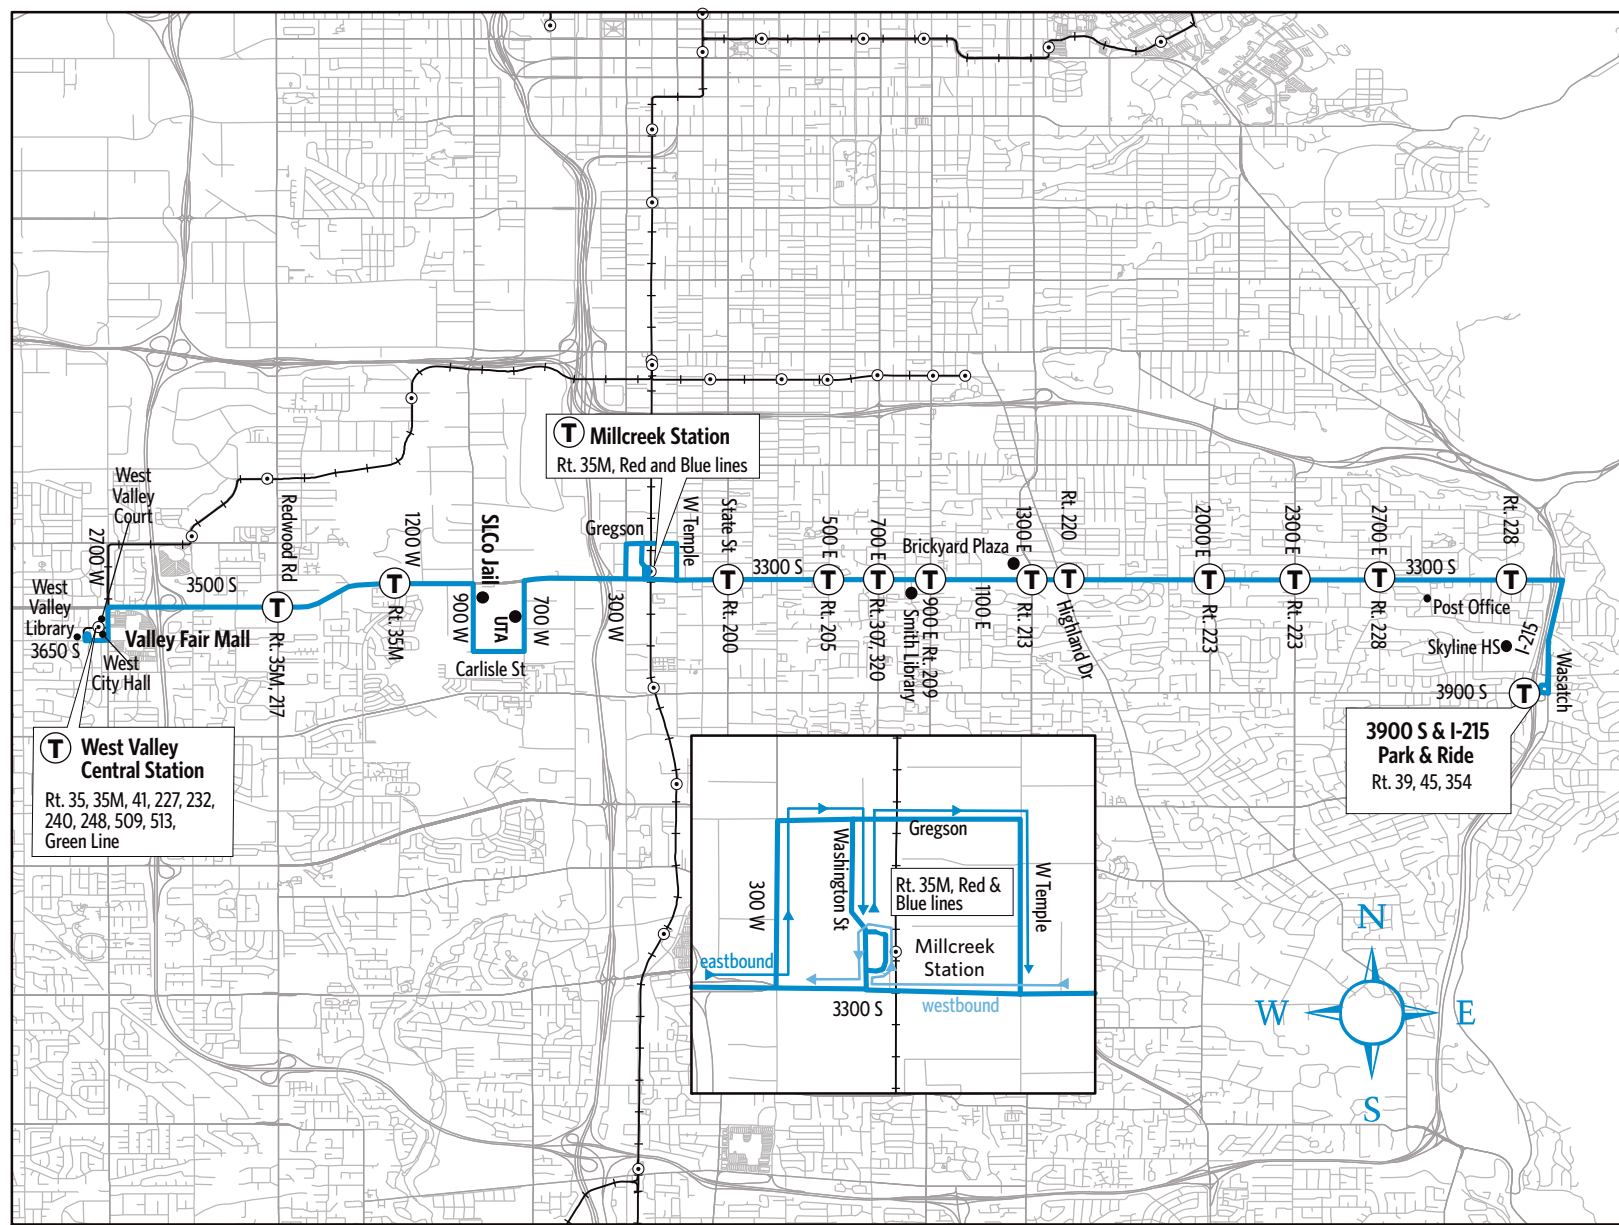 T Millcreek Station
Rt. 35M, Red and Blue lines
West
Valley
Court
2700 W
Redwood Rd
1200 W
SLCo Jail
Gregson
W Temple
State St
500 E
700 E
Brickyard Plaza
1300 E
Rt. 220
2000 E
2300 E
2700 E
Rt. 228
3500 S
3300 S
3300 S
T
T
T
T
T
T
T
T
T
T
T
T
West
Valley
Library
3650 S
Valley Fair Mall
West
City Hall
Rt. 35M, 217
Rt. 35M
900 W
UTA
700 W
Carlisle St
300 W
Rt. 200
Rt. 205
Rt.307, 320
Smith Library
900 E Rt. 209
1100 E
Rt. 213
Highland Dr
Rt. 223
Rt. 223
Rt. 228
Post Office
Skyline HS
I-215
Wasatch
3900 S
T
3900 S & I-215
Park & Ride
Rt. 39, 45, 354
T West Valley
Central Station
Rt. 35, 35M, 41, 227, 232,
240, 248, 509, 513,
Green Line
Gregson
Washington St
300 W
W Temple
Rt. 35M, Red &
Blue lines
Millcreek
Station
eastbound
westbound
3300 S
N
W
E
S